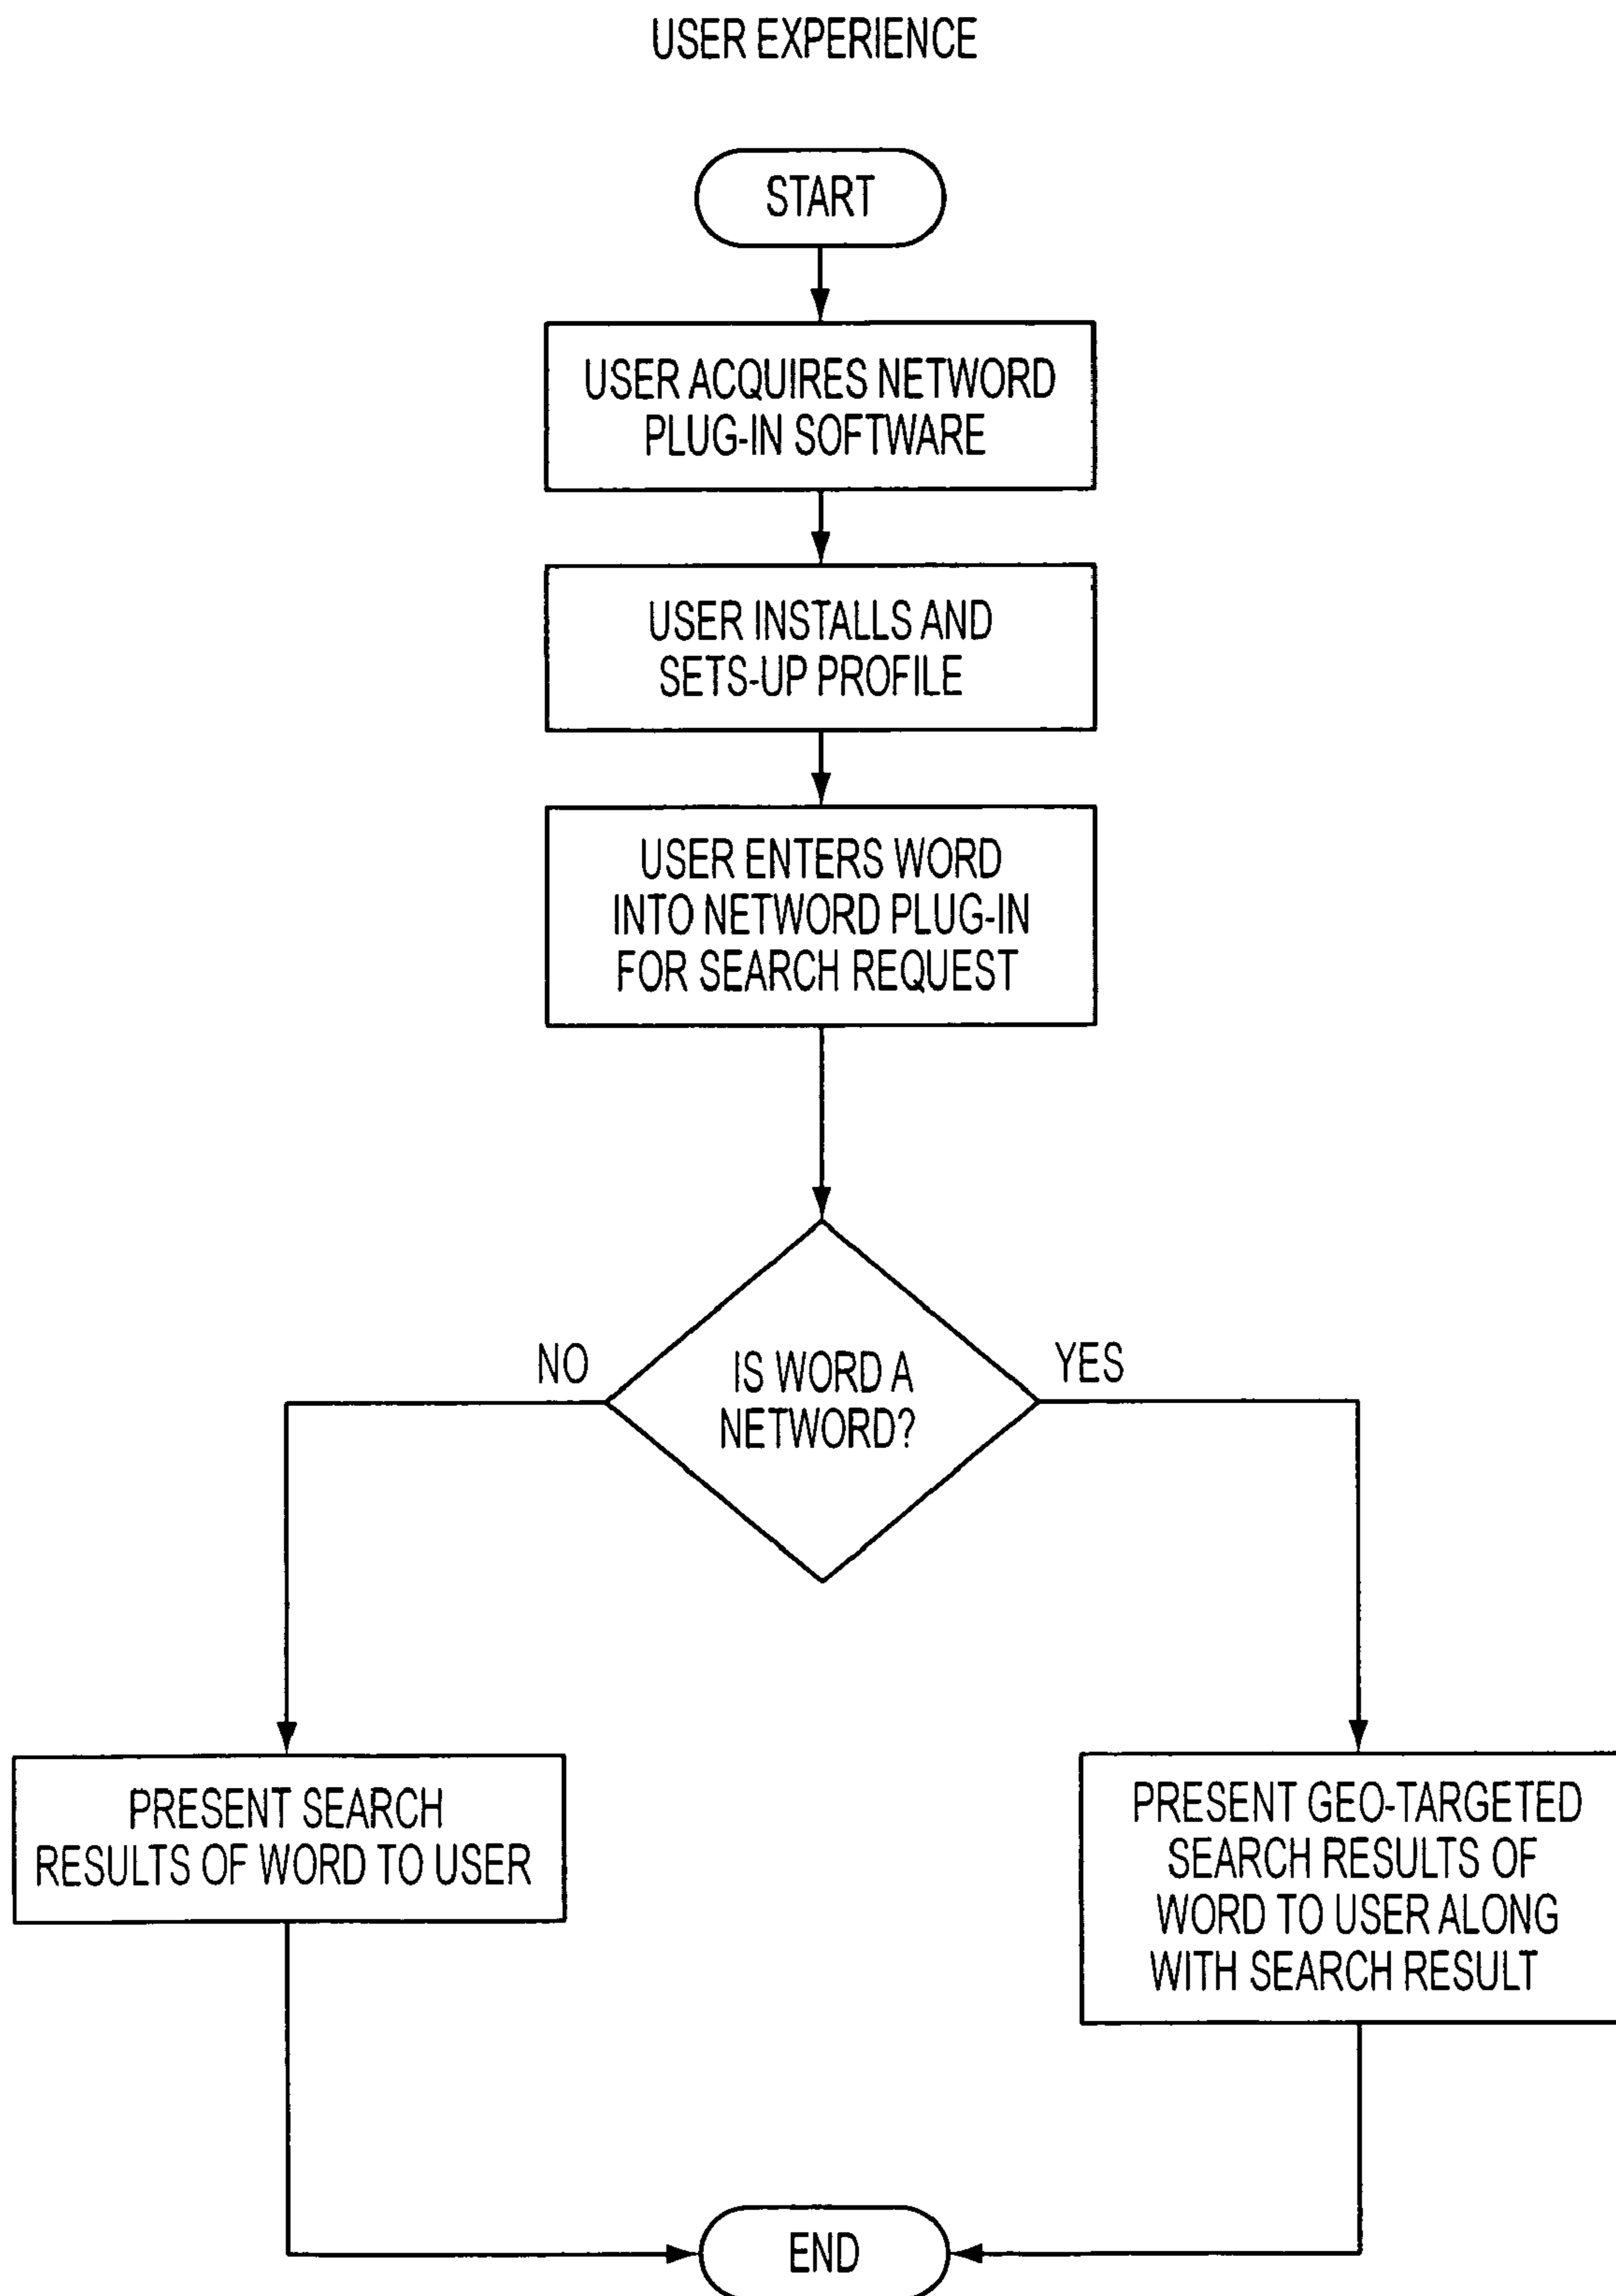 USER EXPERIENCE
START
USER ACQUIRES NETWORD
PLUG-IN SOFTWARE
USER INSTALLS AND
SETS-UP PROFILE
USER ENTERS WORD
INTO NETWORD PLUG-IN
FOR SEARCH REQUEST
NO
IS WORD A
NETWORD?
YES
PRESENT SEARCH
RESULTS OF WORD TO USER
PRESENT GEO-TARGETED
SEARCH RESULTS OF
WORD TO USER ALONG
WITH SEARCH RESULT
END